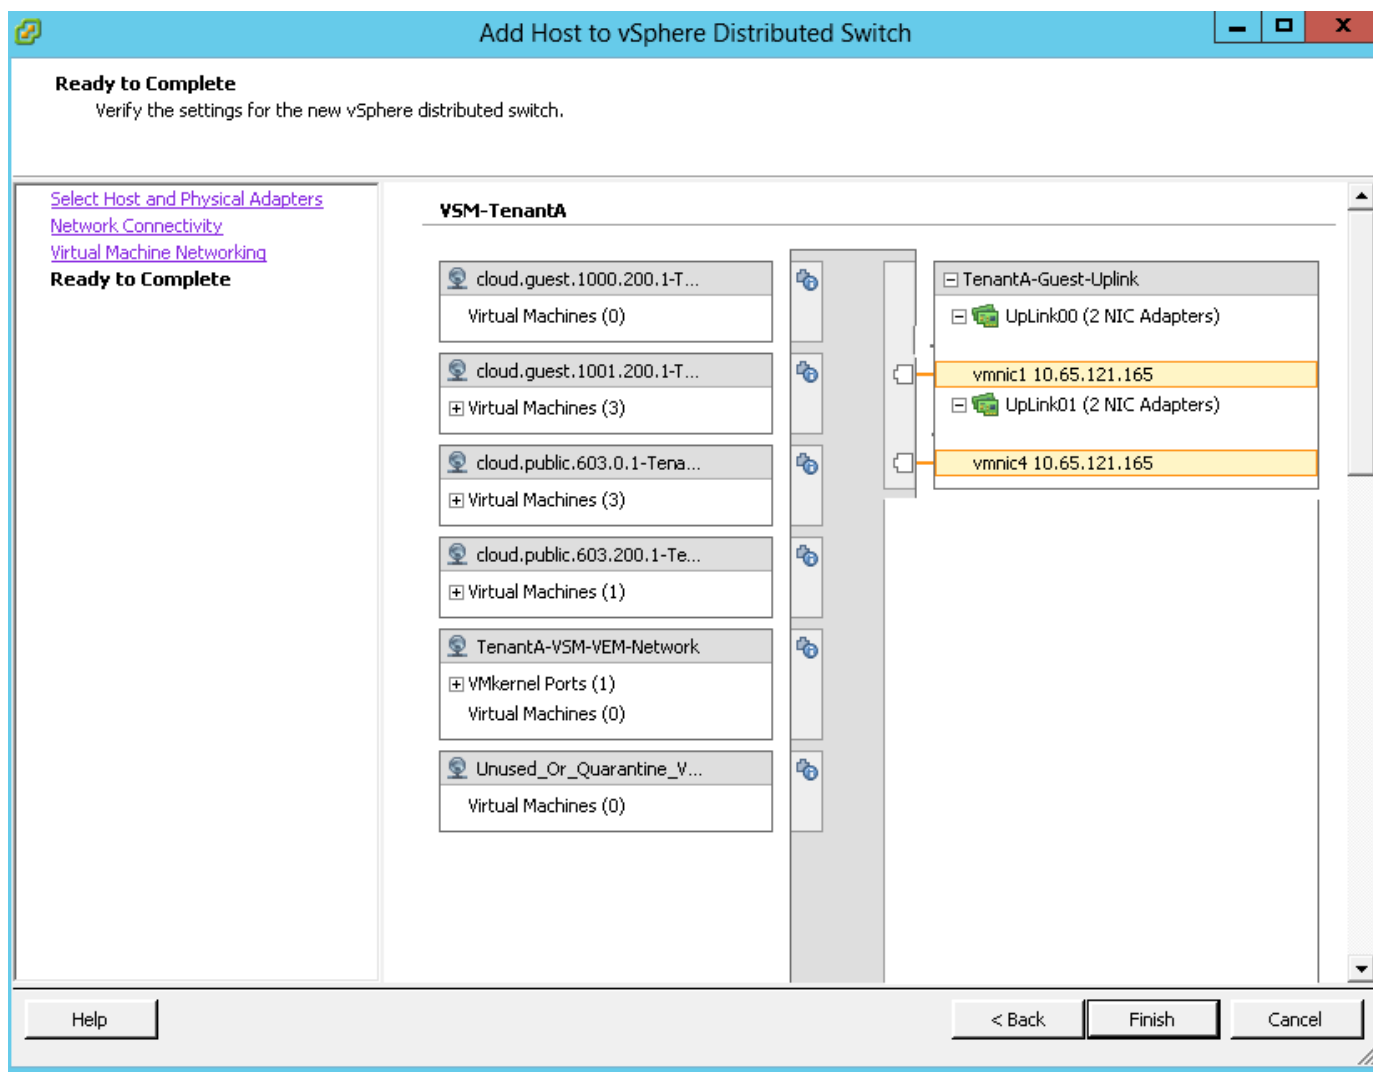 Add Host to vSphere Distributed Switch
Ready to Complete
Verify the settings for the new vSphere distributed switch.
Select Host and Physical Adapters
Network Connectivity
Virtual Machine Networking
Ready to Complete
VSM-TenantA
cloud.guest.1000.200.1-T...
Virtual Machines (0)
cloud.guest.1001.200.1-T...
Virtual Machines (3)
cloud.public.603.0.1-Tena...
Virtual Machines (3)
cloud.public.603.200.1-Te...
Virtual Machines (1)
TenantA-VSM-VEM-Network
VMkernel Ports (1)
Virtual Machines (0)
Unused_Or_Quarantine_V...
Virtual Machines (0)
TenantA-Guest-Uplink
UpLink00 (2 NIC Adapters)
vmnic1 10.65.121.165
UpLink01 (2 NIC Adapters)
vmnic4 10.65.121.165
Help
< Back
Finish
Cancel